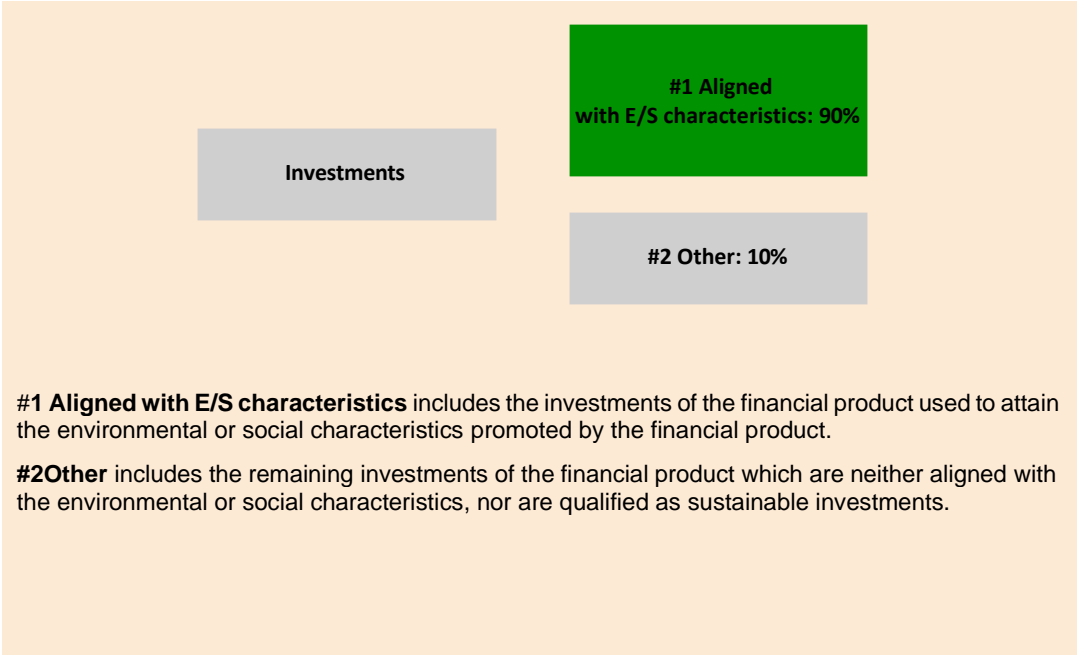 #1 Aligned
with E/S characteristics: 90%
Investments
#2 Other: 10%
#1 Aligned with E/S characteristics includes the investments of the financial product used to attain
the environmental or social characteristics promoted by the financial product.
#2Other includes the remaining investments of the financial product which are neither aligned with
the environmental or social characteristics, nor are qualified as sustainable investments.